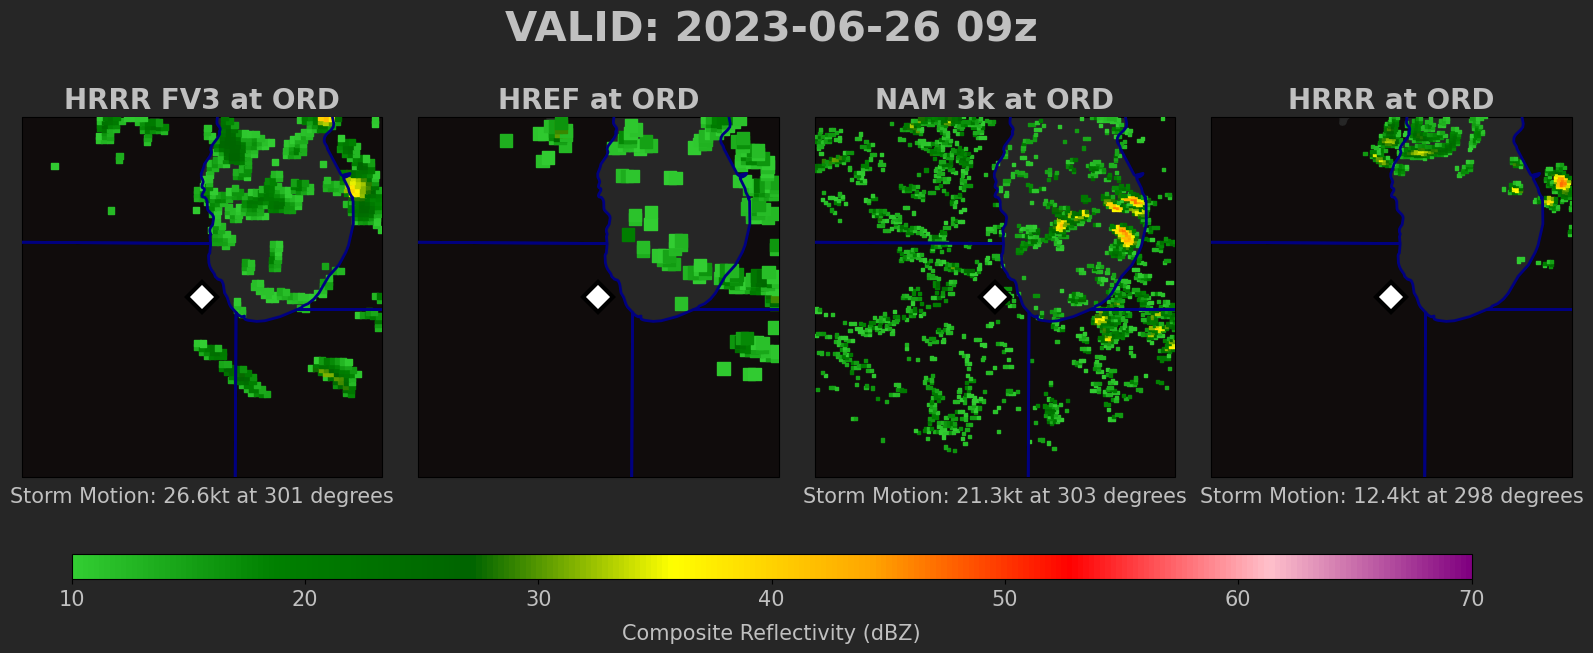 VALID: 2023-06-26 09z
HRRR FV3 at ORD
HREF at ORD
NAM 3k at ORD
HRRR at ORD
Storm Motion: 26.6kt at 301 degrees
Storm Motion: 21.3kt at 303 degrees
Storm Motion: 12.4kt at 298 degrees
10 20 30 40 50 60 70
Composite Reflectivity (dBZ)